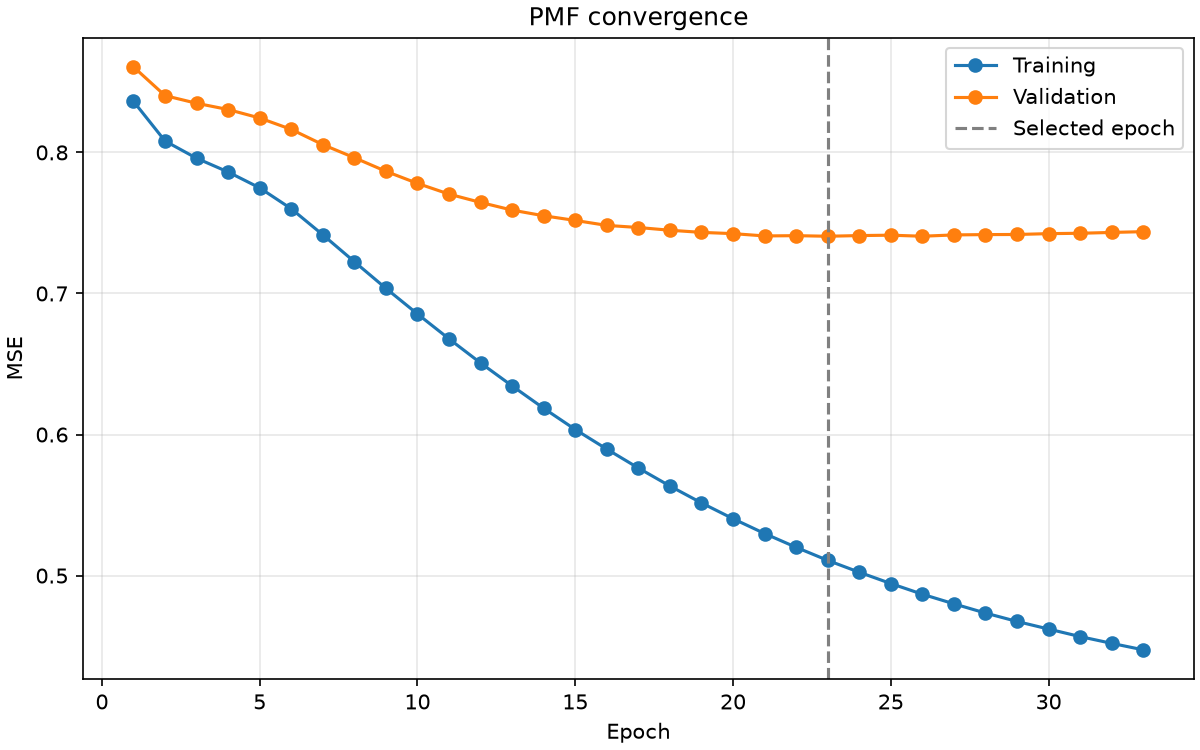 PMF convergence
Training
Validation
Selected epoch
MSE
0.8
0.7
0.6
0.5
0 5 10 15 20 25 30
Epoch